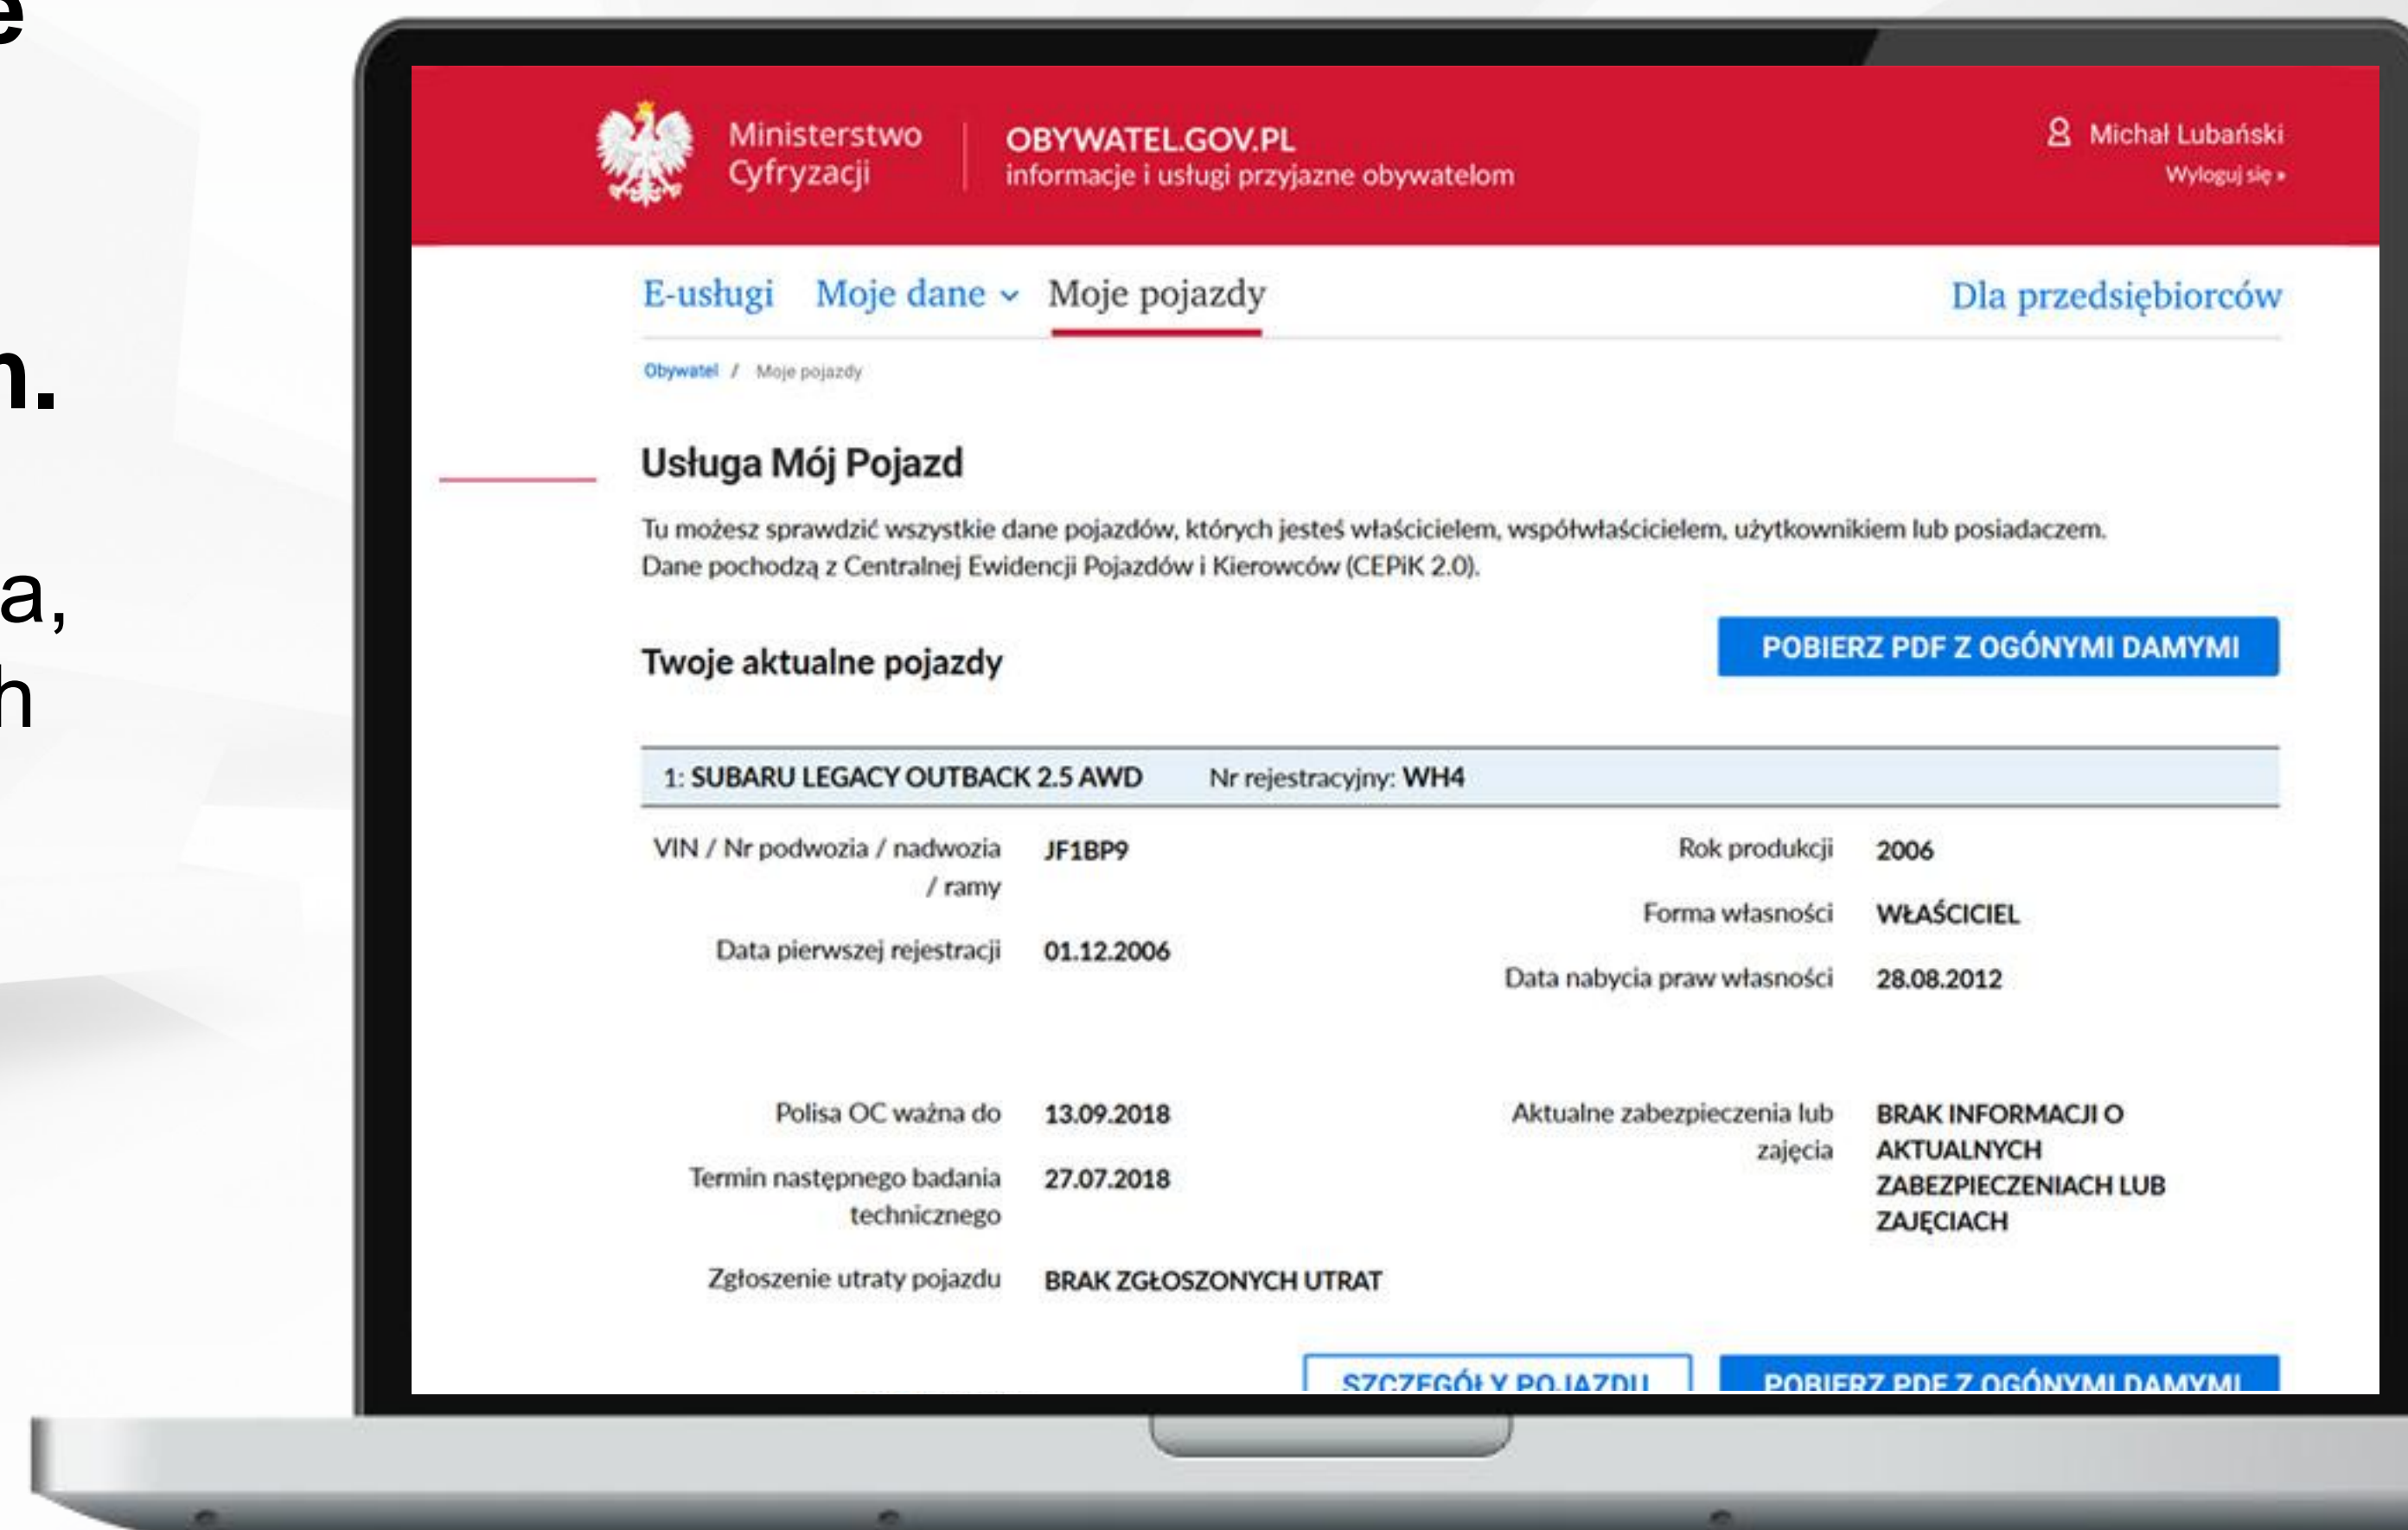 e
n.
a,
h
Ministerstwo
Cyfryzacji
OBYWATEL.GOV.PL
informacje i usługi przyjazne obywatelom
Michał Lubański
Wyloguj się »
E-usługi Moje dane Moje pojazdy Dla przedsiębiorców
Obywatel / Moje pojazdy
Usługa Mój Pojazd
Tu możesz sprawdzić wszystkie dane pojazdów, których jesteś właścicielem, współwłaścicielem, użytkownikiem lub posiadaczem.
Dane pochodzą z Centralnej Ewidencji Pojazdów i Kierowców (CEPiK 2.0).
POBIERZ PDF Z OGÓNYMI DAMYMI
Twoje aktualne pojazdy
1: SUBARU LEGACY OUTBACK 2.5 AWD Nr rejestracyjny: WH4
VIN / Nr podwozia / nadwozia
/ ramy
JF1BP9
Data pierwszej rejestracji 01.12.2006
Rok produkcji 2006
Forma własności WŁAŚCICIEL
Data nabycia praw własności 28.08.2012
Polisa OC ważna do 13.09.2018
Termin następnego badania
technicznego
27.07.2018
Zgłoszenie utraty pojazdu BRAK ZGŁOSZONYCH UTRAT
Aktualne zabezpieczenia lub
zajęcia
BRAK INFORMACJI O
AKTUALNYCH
ZABEZPIECZENIACH LUB
ZAJĘCIACH
SZCZEGÓŁY POJAZDU POBIERZ PDF Z OGÓNYMI DAMYMI